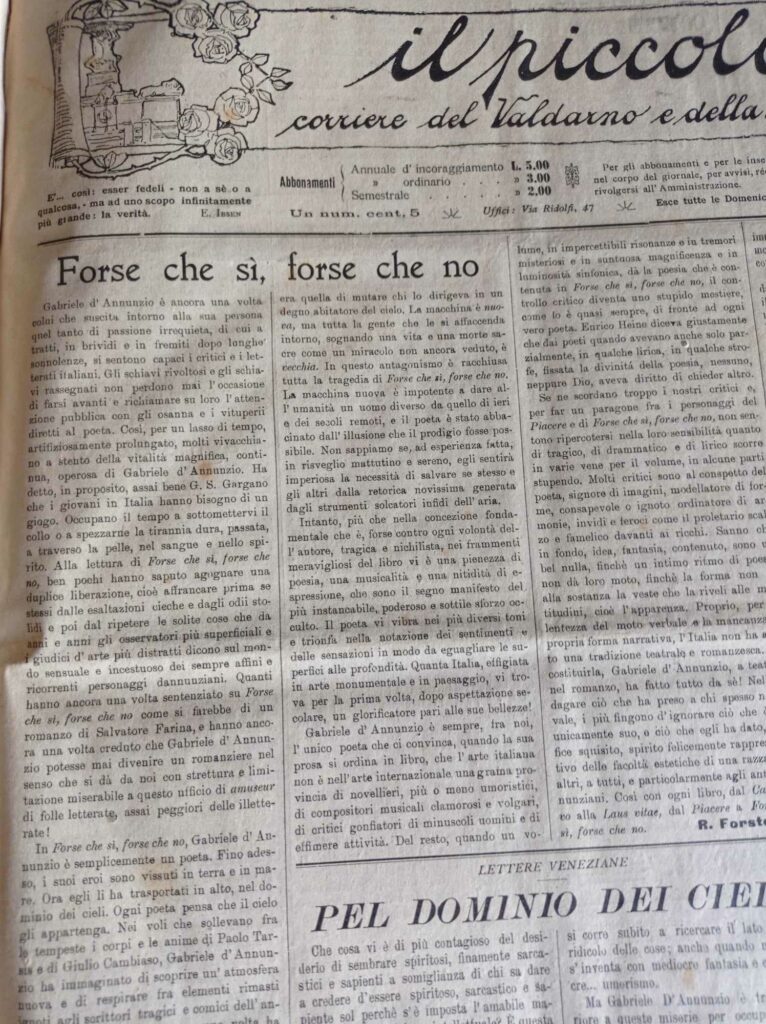 il piccolo
corriere del Valdarno e della
E'... così: esser fedeli - non a sè o a
qualcosa, - ma ad uno scopo infinitamente
più grande: la verità. E. Ibsen
Abbonamenti
Annuale d' incoraggiamento L. 5,00
» ordinario . . . » 3.00
Semestrale . . . . » 2,00
Un num. cent. 5
Uffici: Via Ridolfi, 47
Per gli abbonamenti e per le inse
nel corpo del giornale, per avvisi, ré
rivolgersi all' Amministrazione.
Esce tutte le Domenic
Forse che sì, forse che no
Gabriele d' Annunzio è ancora una volta
colui che suscita intorno alla sua persona
quel tanto di passione irrequieta, di cui a
tratti, in brividi e in fremiti dopo lunghe
sonnolenze, si sentono capaci i critici e i let-
terati italiani. Gli schiavi rivoltosi e gli schia-
vi rassegnati non perdono mai l'occasione
di farsi avanti e richiamare su loro l'atten-
zione pubblica con gli osanna e i vituperii
diretti al poeta. Così, per un lasso di tempo,
artifiziosamente prolungato, molti vivacchia-
no a stento della vitalità magnifica, conti-
nua, operosa di Gabriele d'Annunzio. Ha
detto, in proposito, assai bene G. S. Gargano
che i giovani in Italia hanno bisogno di un
giogo. Occupano il tempo a sottomettervi il
collo o a spezzarne la tirannia dura, passata,
a traverso la pelle, nel sangue e nello spi-
rito. Alla lettura di Forse che sì, forse che
no, ben pochi hanno saputo agognare una
duplice liberazione, cioè affrancare prima se
stessi dalle esaltazioni cieche e dagli odii sto-
lidi e poi dal ripetere le solite cose che da
anni e anni gli osservatori più superficiali e
i giudici d' arte più distratti dicono sul mon-
do sensuale e incestuoso dei sempre affini e
ricorrenti personaggi dannunziani. Quanti
hanno ancora una volta sentenziato su Forse
che sì, forse che no come si farebbe di un
romanzo di Salvatore Farina, e hanno anco-
ra una volta creduto che Gabriele d' Annun-
zio potesse mai divenire un romanziere nel
senso che si dà da noi con strettura e limi-
tazione miserabile a questo ufficio di amuseur
di folle letterate, assai peggiori delle illette-
rate!
In Forse che sì, forse che no, Gabriele d' An-
nunzio è semplicemente un poeta. Fino ades-
so, i suoi eroi sono vissuti in terra e in ma-
re. Ora egli li ha trasportati in alto, nel do-
minio dei cieli. Ogni poeta pensa che il cielo
gli appartenga. Nei voli che sollevano fra
le tempeste i corpi e le anime di Paolo Tar-
sis e di Giulio Cambiaso, Gabriele d' Annun-
zio ha immaginato di scoprire un' atmosfera
nuova e di respirare fra elementi rimasti
ignoti agli scrittori tragici e comici dell'an-
era quella di mutare chi lo dirigeva in un
degno abitatore del cielo. La macchina è nuo-
va, ma tutta la gente che le si affaccenda
intorno, sognando una vita e una morte sa-
cre come un miracolo non ancora veduto, è
vecchia. In questo antagonismo è racchiusa
tutta la tragedia di Forse che sì, forse che no.
La macchina nuova è impotente a dare al-
l' umanità un uomo diverso da quello di ieri
e dei secoli remoti, e il poeta è stato abba-
cinato dall' illusione che il prodigio fosse pos-
sibile. Non sappiamo se, ad esperienza fatta,
in risveglio mattutino e sereno, egli sentirà
imperiosa la necessità di salvare se stesso e
gli altri dalla retorica novissima generata
dagli strumenti solcatori infidi dell' aria.
Intanto, più che nella concezione fonda-
mentale che è, forse contro ogni volontà del-
l' autore, tragica e nichilista, nei frammenti
meravigliosi del libro vi è una pienezza di
poesia, una musicalità e una nitidità di e-
spressione, che sono il segno manifesto del
più instancabile, poderoso e sottile sforzo oc-
culto. Il poeta vi vibra nei più diversi toni
e trionfa nella notazione dei sentimenti e
delle sensazioni in modo da eguagliare le su-
perfici alle profondità. Quanta Italia, effigiata
in arte monumentale e in paesaggio, vi tro-
va per la prima volta, dopo aspettazione se-
colare, un glorificatore pari alle sue bellezze!
Gabriele d' Annunzio è sempre, fra noi,
l' unico poeta che ci convinca, quando la sua
prosa si ordina in libro, che l' arte italiana
non è nell'arte internazionale una grama pro-
vincia di novellieri, più o meno umoristici,
di compositori musicali clamorosi e volgari,
di critici gonfiatori di minuscoli uomini e di
effimere attività. Del resto, quando un vo-
lume, in impercettibili risonanze e in tremori
misteriosi e in suntuosa magnificenza e in
luminosità sinfonica, dà la poesia che è con-
tenuta in Forse che sì, forse che no, il con-
trollo critico diventa uno stupido mestiere,
come lo è quasi sempre, di fronte ad ogni
vero poeta. Enrico Heine diceva giustamente
che dai poeti quando avevano anche solo par-
zialmente, in qualche lirica, in qualche stro-
fe, fissata la divinità della poesia, nessuno,
neppure Dio, aveva diritto di chieder altro.
Se ne scordano troppo i nostri critici e,
per far un paragone fra i personaggi del
Piacere e di Forse che sì, forse che no, non sen-
tono ripercotersi nella loro sensibilità quanto
di tragico, di drammatico e di lirico scorre
in varie vene per il volume, in alcune parti
stupendo. Molti critici sono al conspetto del
poeta, signore di imagini, modellatore di for-
me, consapevole o ignoto ordinatore di ar-
monie, invidi e feroci come il proletario scal-
zo e famelico davanti ai ricchi. Sanno ch
in fondo, idea, fantasia, contenuto, sono u
bel nulla, finchè un intimo ritmo di poes
non dà loro moto, finchè la forma non
alla sostanza la veste che la riveli alle m
titudini, cioè l'apparenza. Proprio, per
lentezza del moto verbale e la mancanza
propria forma narrativa, l' Italia non ha e
to una tradizione teatrale e romanzesca.
costituirla, Gabriele d' Annunzio, a teat
nel romanzo, ha fatto tutto da sè! Nel
dagare ciò che ha preso a chi spesso n
vale, i più fingono d' ignorare ciò che è
unicamente suo, e ciò che egli ha dato,
fice squisito, spirito felicemente rappre
tivo delle facoltà estetiche di una razz
altri, a tutti, e particolarmente agli ant
nunziani. Così con ogni libro, dal Ca
co alla Laus vitae, dal Piacere a Fo
sì, forse che no.
R. Forste
LETTERE VENEZIANE
PEL DOMINIO DEI CIE
Che cosa vi è di più contagioso del desi-
derio di sembrare spiritosi, finamente sarca-
stici e sapienti a somiglianza di chi sa dare
a credere d'essere spiritoso, sarcastico e sa-
piente sol perchè s'è imposta l'amabile ma-
si corre subito a ricercare il lato
ridicolo delle cose; anche quando n
s'inventa con mediocre fantasia e c
cre... umorismo.
Ma Gabriele D' Annunzio è tr
riore a queste miserie per occup